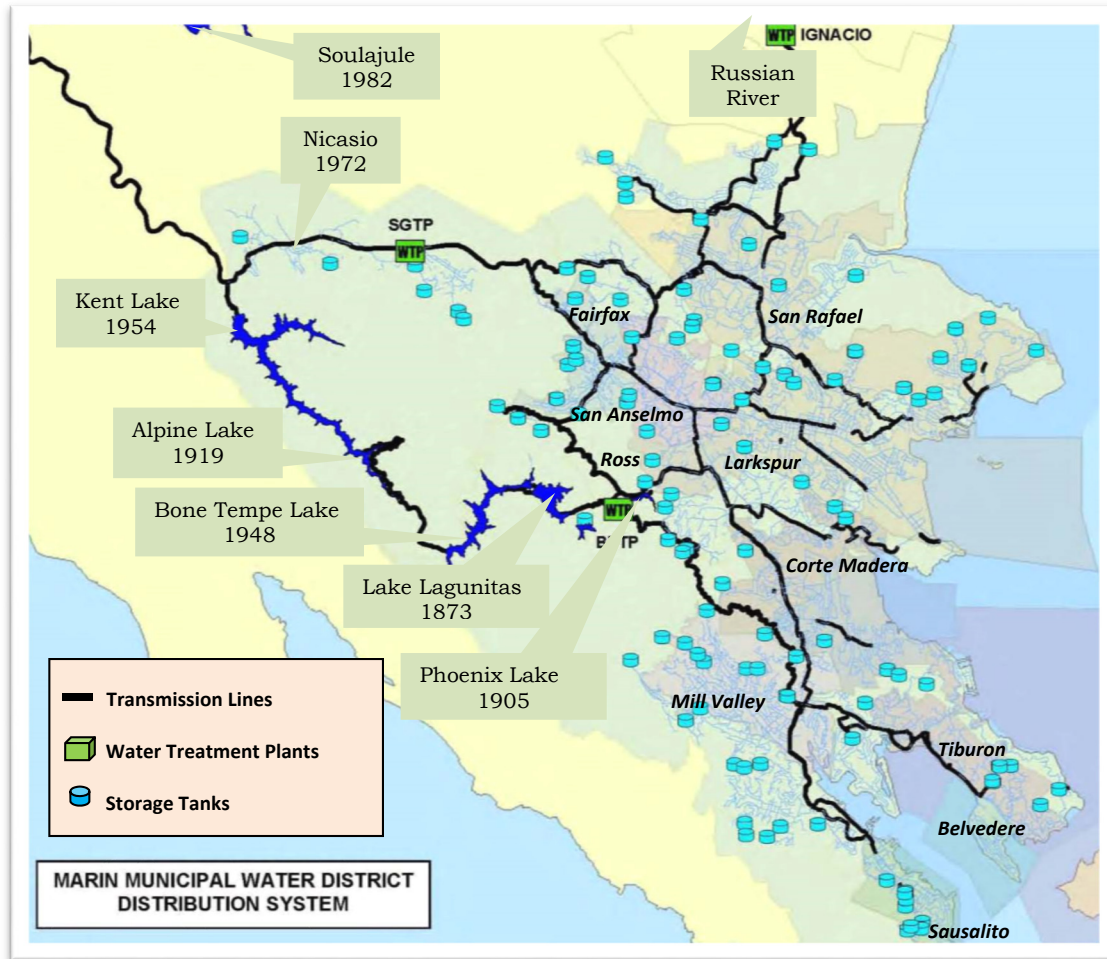 Soulajule
1982
WTP IGNACIO
Russian
River
Nicasio
1972
SGTP
WTP
Kent Lake
1954
Fairfax
San Rafael
Alpine Lake
1919
San Anselmo
Ross
Larkspur
Bone Tempe Lake
1948
WTP
Corte Madera
Lake Lagunitas
1873
Phoenix Lake
1905
Mill Valley
Tiburon
Belvedere
Sausalito
Transmission Lines
Water Treatment Plants
Storage Tanks
MARIN MUNICIPAL WATER DISTRICT
DISTRIBUTION SYSTEM